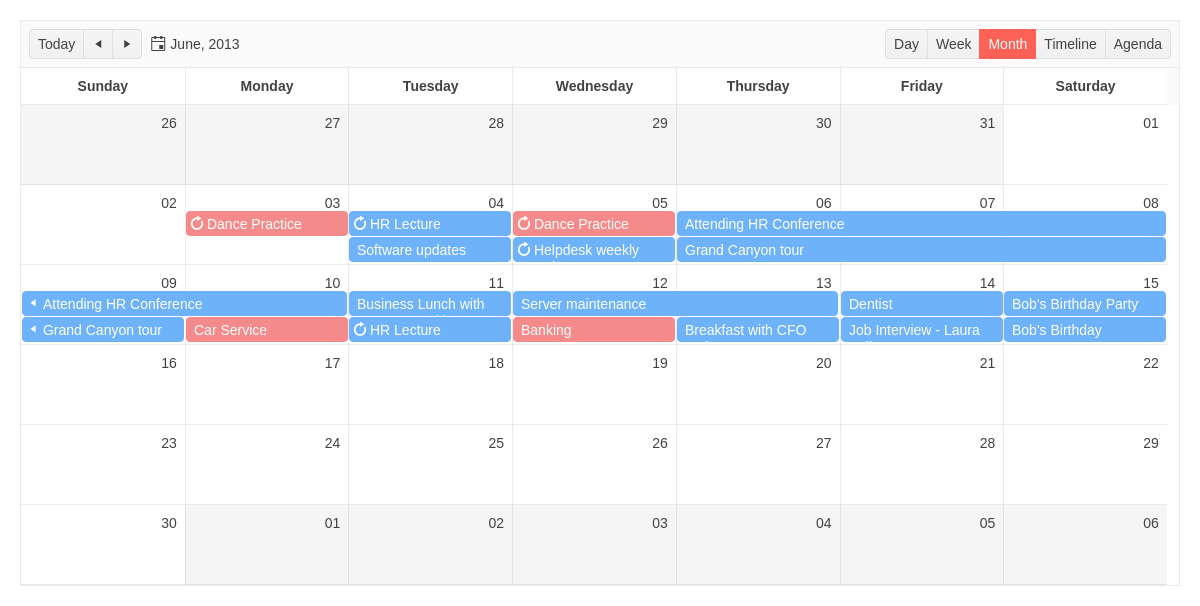 Today June, 2013 Day Week Month Timeline Agenda
Sunday Monday Tuesday Wednesday Thursday Friday Saturday
26 27 28 29 30 31 01
02 03 04 05 06 07 08
Dance Practice HR Lecture Dance Practice Attending HR Conference
Software updates Helpdesk weekly Grand Canyon tour
09 10 11 12 13 14 15
Attending HR Conference Business Lunch with Server maintenance Dentist Bob's Birthday Party
Grand Canyon tour Car Service HR Lecture Banking Breakfast with CFO Job Interview - Laura Bob's Birthday
16 17 18 19 20 21 22
23 24 25 26 27 28 29
30 01 02 03 04 05 06